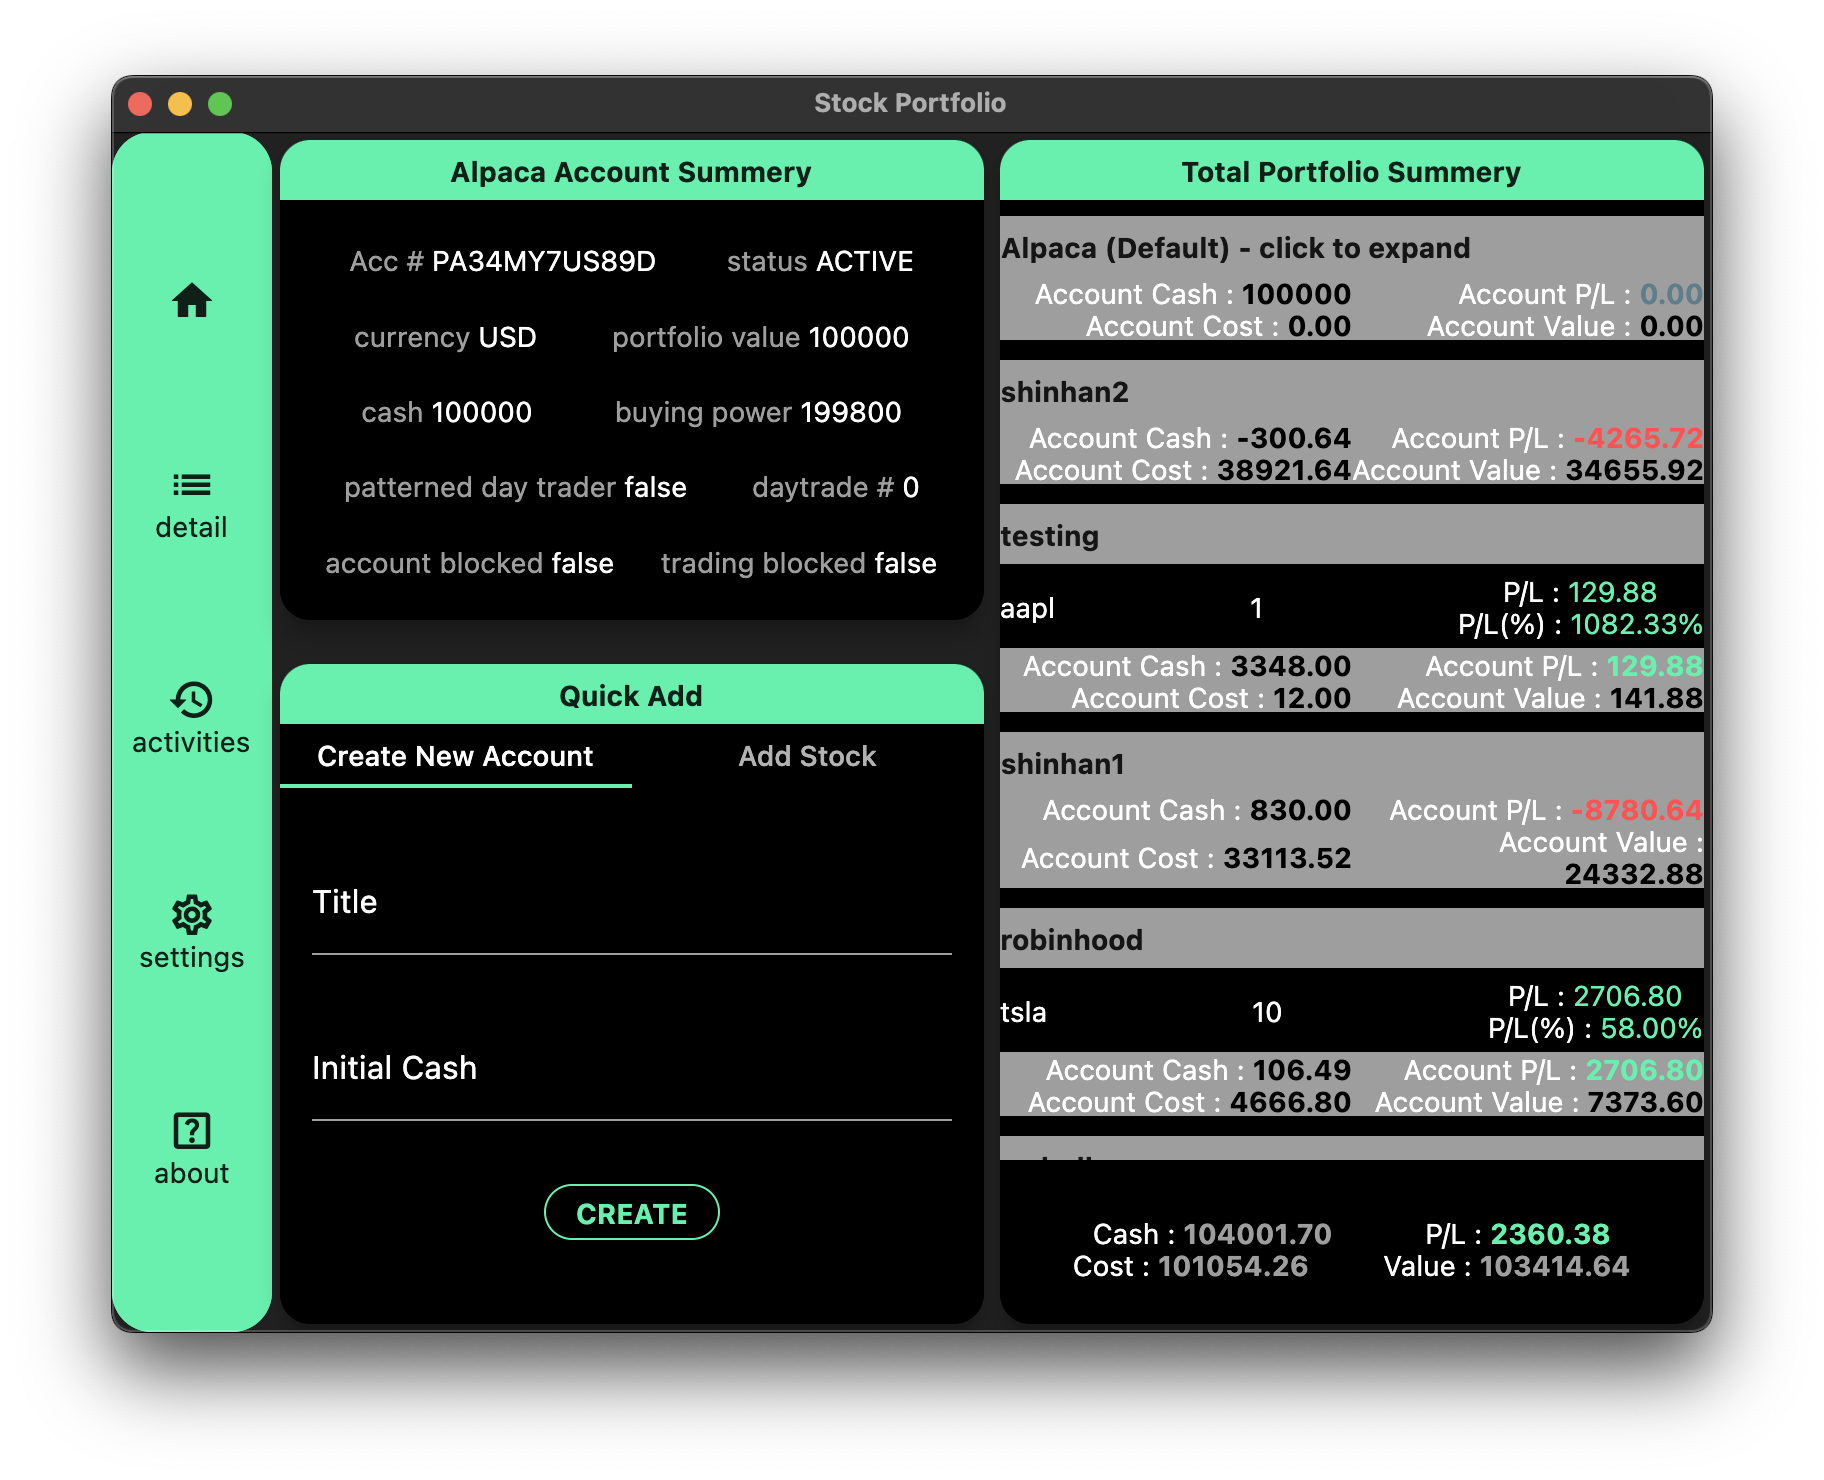 Stock Portfolio
detail
activities
settings
about
Alpaca Account Summery
Acc # PA34MY7US89D status ACTIVE
currency USD portfolio value 100000
cash 100000 buying power 199800
patterned day trader false daytrade # 0
account blocked false trading blocked false
Quick Add
Create New Account Add Stock
Title
Initial Cash
CREATE
Total Portfolio Summery
Alpaca (Default) - click to expand
Account Cash : 100000 Account P/L : 0.00
Account Cost : 0.00 Account Value : 0.00
shinhan2
Account Cash : -300.64 Account P/L : -4265.72
Account Cost : 38921.64 Account Value : 34655.92
testing
aapl 1
P/L : 129.88
P/L(%) : 1082.33%
Account Cash : 3348.00 Account P/L : 129.88
Account Cost : 12.00 Account Value : 141.88
shinhan1
Account Cash : 830.00 Account P/L : -8780.64
Account Cost : 33113.52 Account Value :
24332.88
robinhood
tsla 10
P/L : 2706.80
P/L(%) : 58.00%
Account Cash : 106.49 Account P/L : 2706.80
Account Cost : 4666.80 Account Value : 7373.60
Cash : 104001.70 P/L : 2360.38
Cost : 101054.26 Value : 103414.64